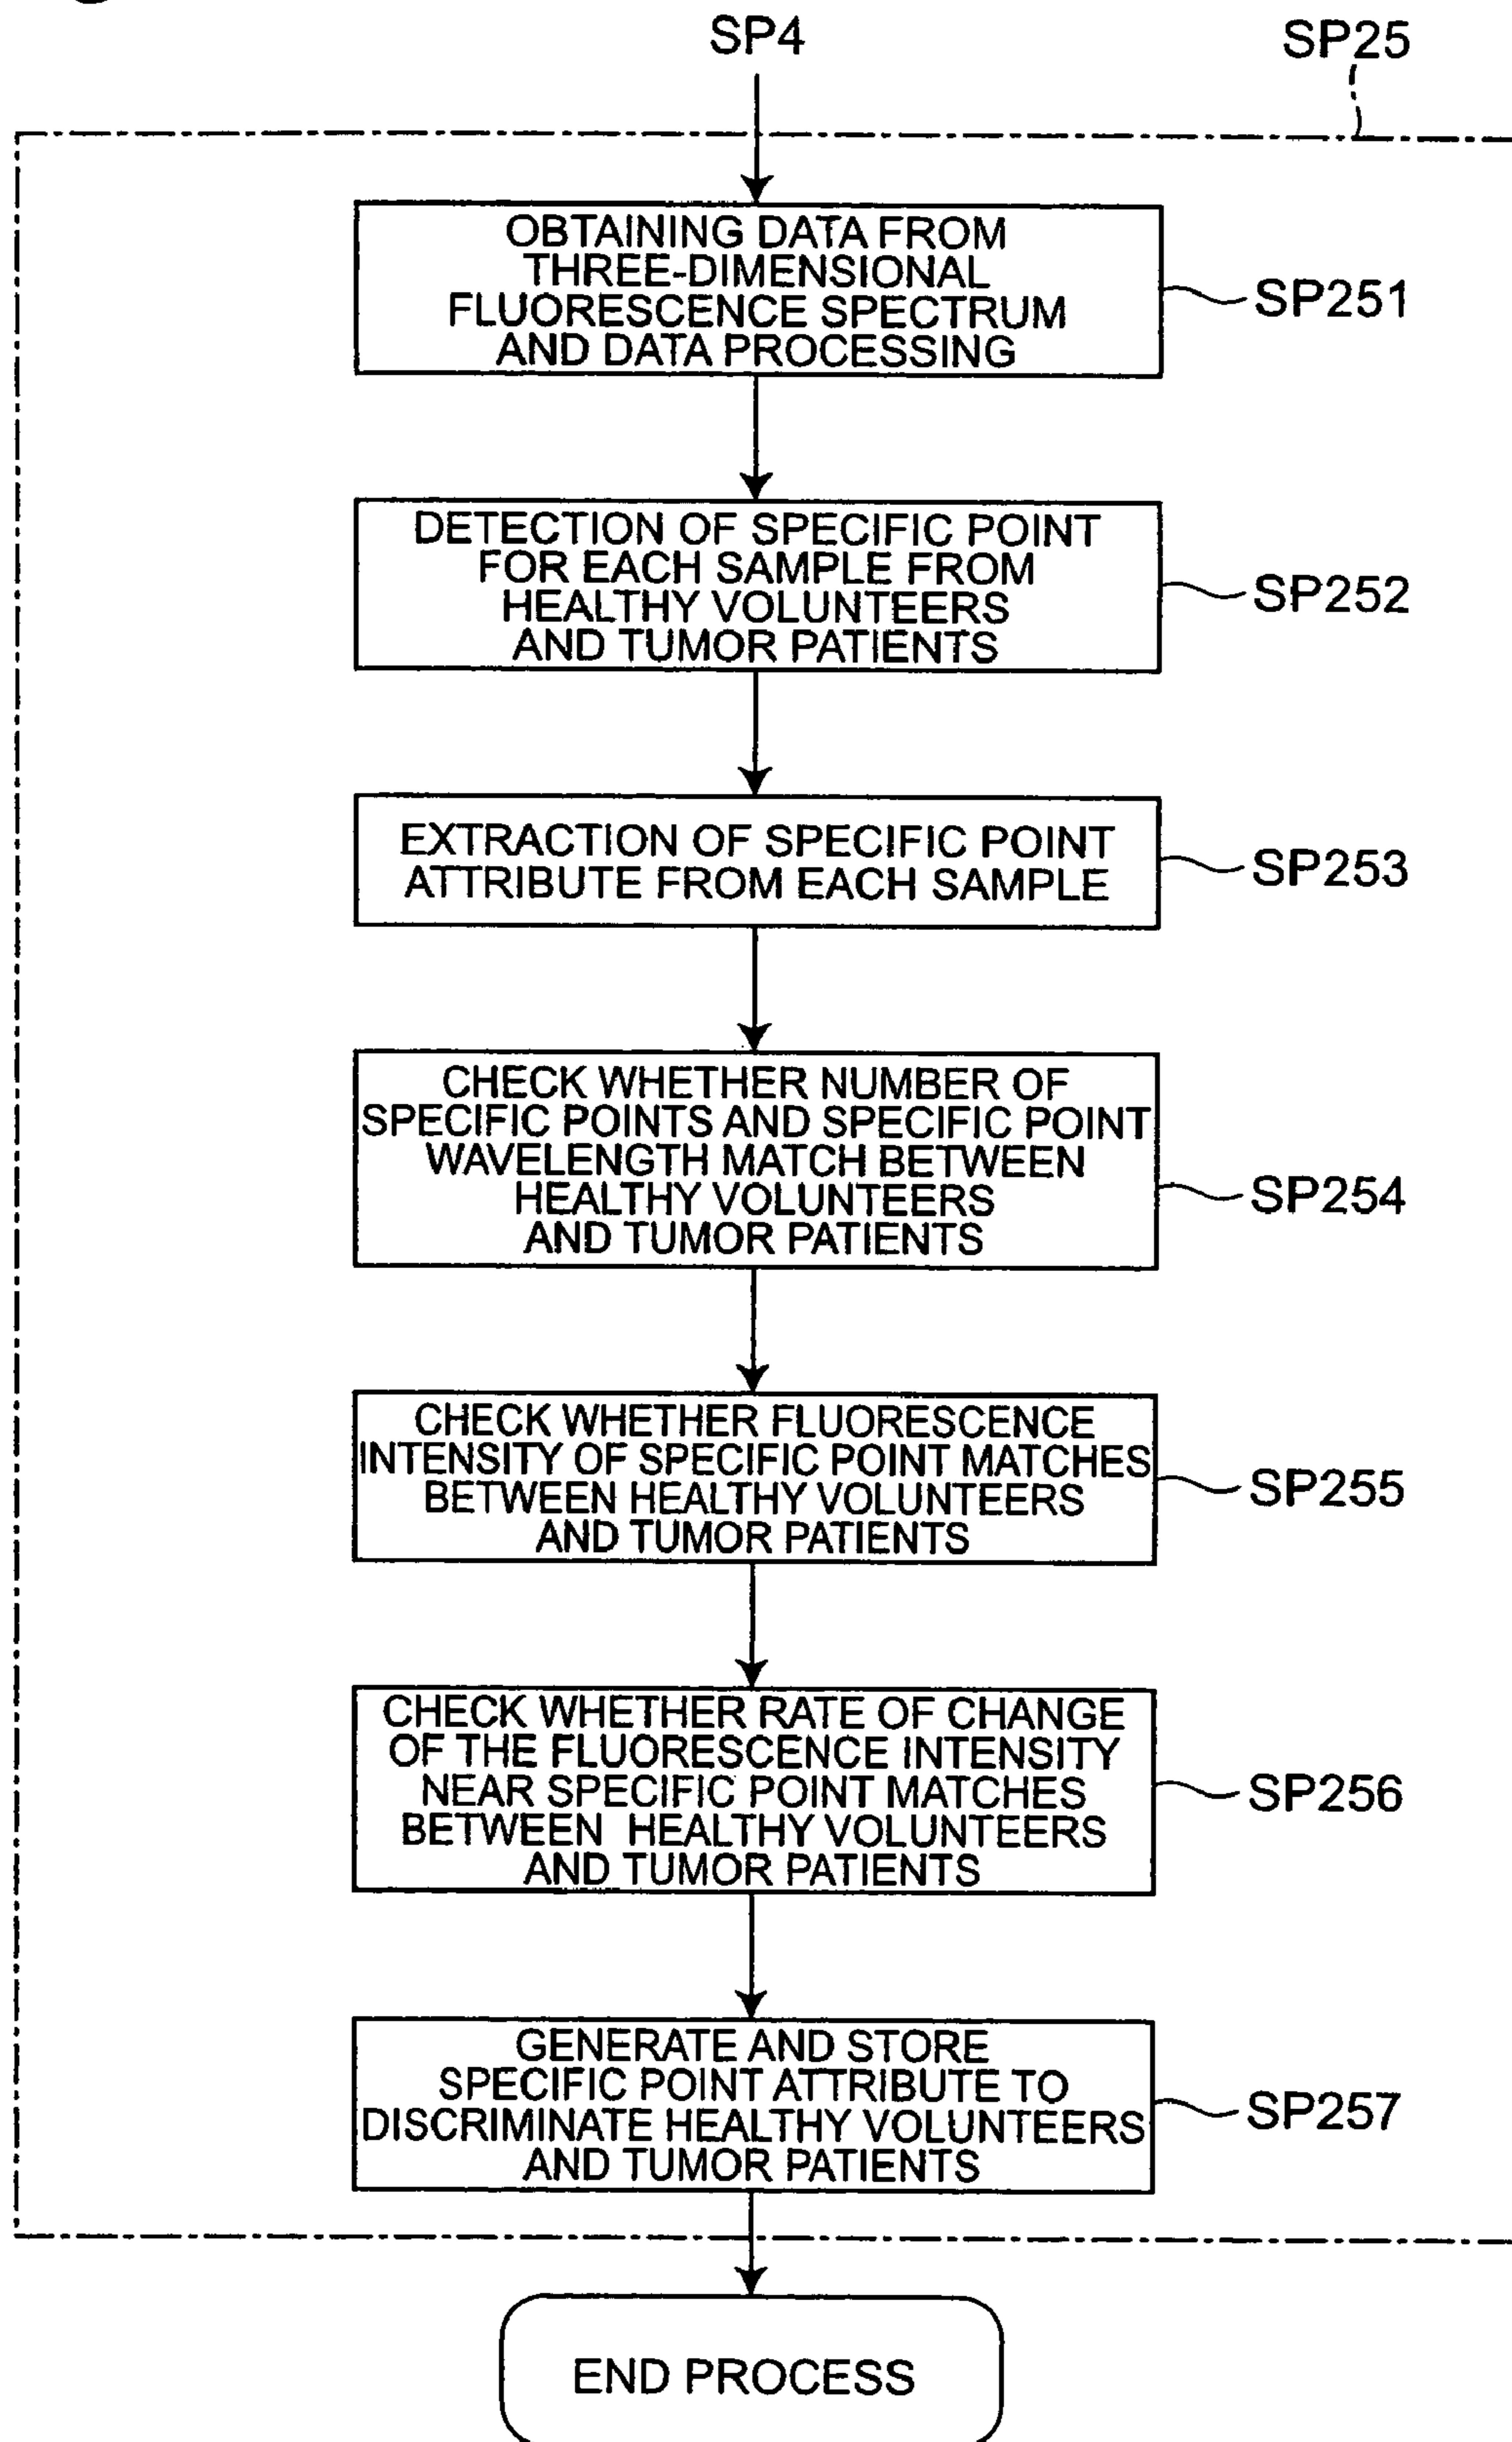 SP4
SP25
OBTAINING DATA FROM
THREE-DIMENSIONAL
FLUORESCENCE SPECTRUM
AND DATA PROCESSING
SP251
DETECTION OF SPECIFIC POINT
FOR EACH SAMPLE FROM
HEALTHY VOLUNTEERS
AND TUMOR PATIENTS
SP252
EXTRACTION OF SPECIFIC POINT
ATTRIBUTE FROM EACH SAMPLE
SP253
CHECK WHETHER NUMBER OF
SPECIFIC POINTS AND SPECIFIC POINT
WAVELENGTH MATCH BETWEEN
HEALTHY VOLUNTEERS
AND TUMOR PATIENTS
SP254
CHECK WHETHER FLUORESCENCE
INTENSITY OF SPECIFIC POINT MATCHES
BETWEEN HEALTHY VOLUNTEERS
AND TUMOR PATIENTS
SP255
CHECK WHETHER RATE OF CHANGE
OF THE FLUORESCENCE INTENSITY
NEAR SPECIFIC POINT MATCHES
BETWEEN HEALTHY VOLUNTEERS
AND TUMOR PATIENTS
SP256
GENERATE AND STORE
SPECIFIC POINT ATTRIBUTE TO
DISCRIMINATE HEALTHY VOLUNTEERS
AND TUMOR PATIENTS
SP257
END PROCESS